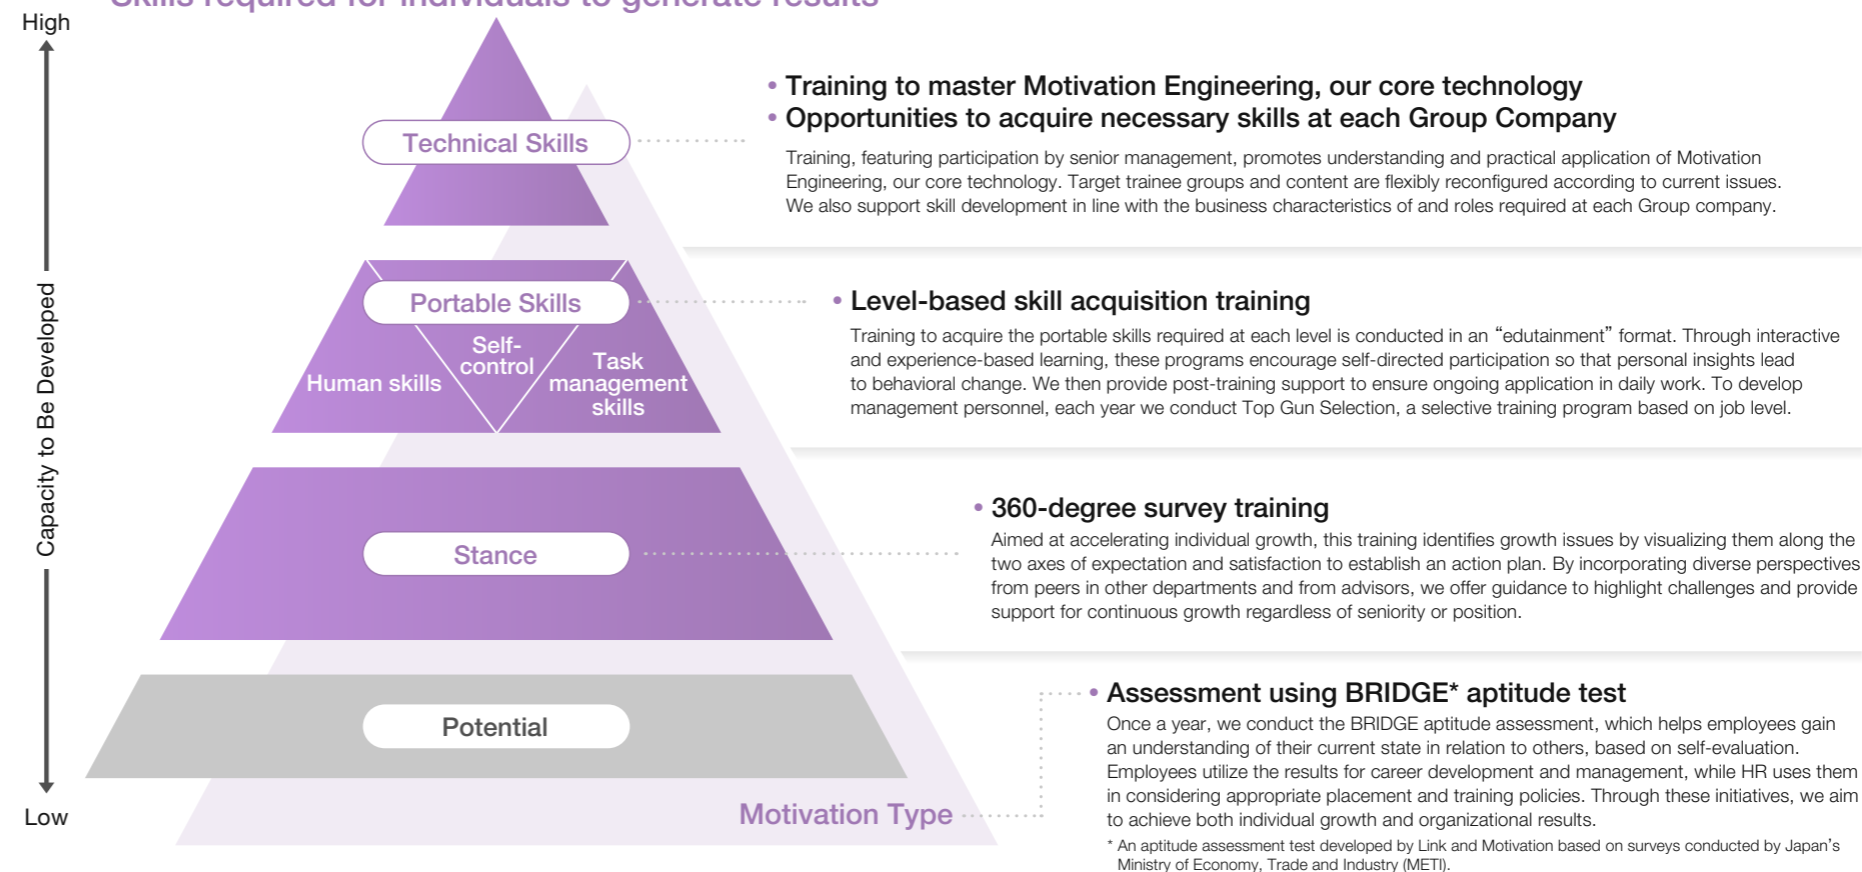 Skills required for individuals to generate results
High
Capacity to Be Developed
Low
Technical Skills
• Training to master Motivation Engineering, our core technology
• Opportunities to acquire necessary skills at each Group Company
Training, featuring participation by senior management, promotes understanding and practical application of Motivation
Engineering, our core technology. Target trainee groups and content are flexibly reconfigured according to current issues.
We also support skill development in line with the business characteristics of and roles required at each Group company.
Portable Skills
Human skills
Self-
control
Task
management
skills
• Level-based skill acquisition training
Training to acquire the portable skills required at each level is conducted in an “edutainment” format. Through interactive
and experience-based learning, these programs encourage self-directed participation so that personal insights lead
to behavioral change. We then provide post-training support to ensure ongoing application in daily work. To develop
management personnel, each year we conduct Top Gun Selection, a selective training program based on job level.
Stance
• 360-degree survey training
Aimed at accelerating individual growth, this training identifies growth issues by visualizing them along the
two axes of expectation and satisfaction to establish an action plan. By incorporating diverse perspectives
from peers in other departments and from advisors, we offer guidance to highlight challenges and provide
support for continuous growth regardless of seniority or position.
Potential
Motivation Type
• Assessment using BRIDGE* aptitude test
Once a year, we conduct the BRIDGE aptitude assessment, which helps employees gain
an understanding of their current state in relation to others, based on self-evaluation.
Employees utilize the results for career development and management, while HR uses them
in considering appropriate placement and training policies. Through these initiatives, we aim
to achieve both individual growth and organizational results.
* An aptitude assessment test developed by Link and Motivation based on surveys conducted by Japan’s
Ministry of Economy, Trade and Industry (METI).